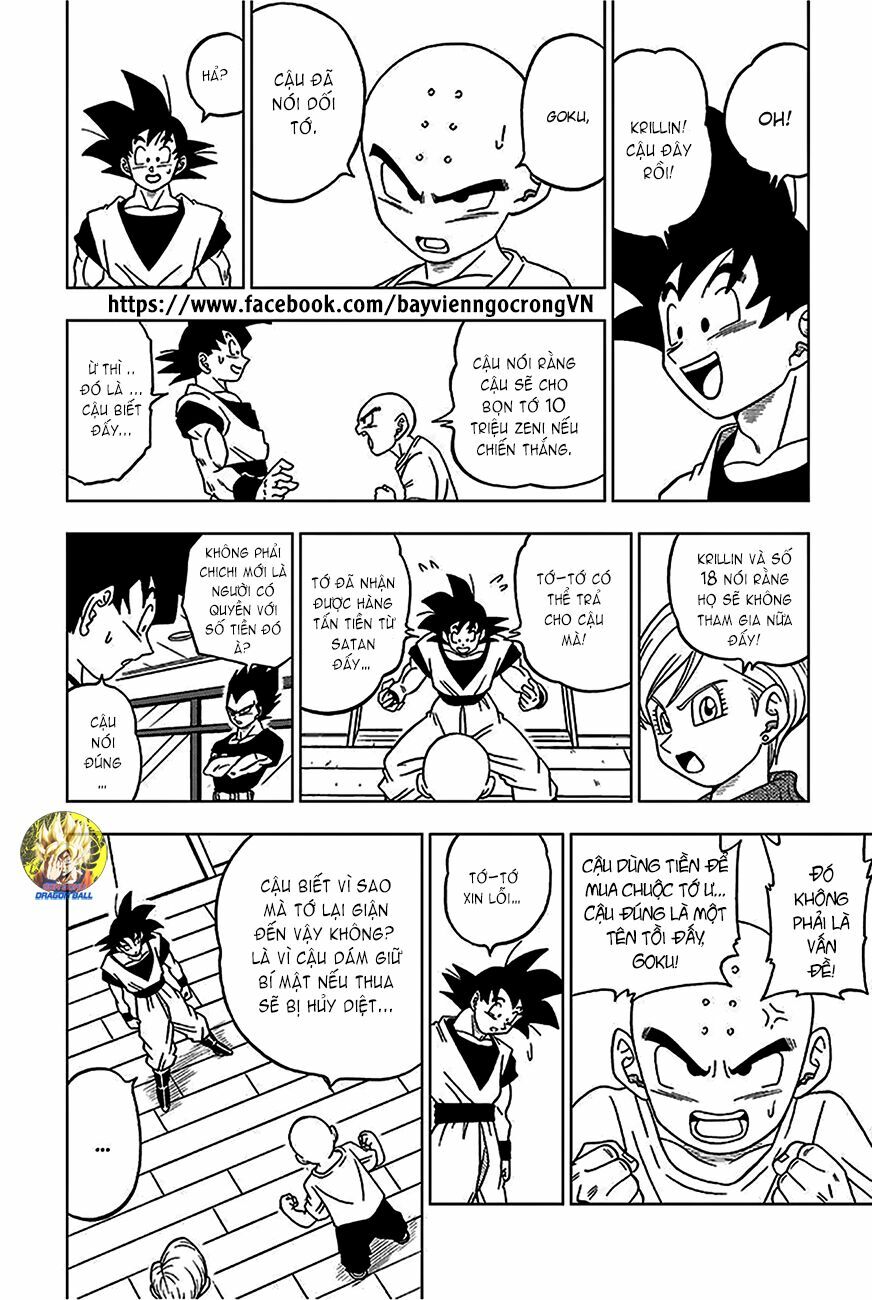 OH!
KRILLIN!
CẬU ĐÂY
RỒI!
GOKU,
CẬU ĐÃ
NÓI DỐI
TỚ.
HẢ?
https://www.facebook.com/bayvienngocrongVN
CẬU NÓI RẰNG
CẬU SẼ CHO
BỌN TỚ 10
TRIỆU ZENI NẾU
CHIẾN THẮNG.
Ừ THÌ ..
ĐÓ LÀ ...
CẬU BIẾT
ĐẤY...
KRILLIN VÀ SỐ
18 NÓI RẰNG
HỌ SẼ KHÔNG
THAM GIA NỮA
ĐẤY!
TỚ-TỚ CÓ
THỂ TRẢ
CHO CẬU
MÀ!
TỚ ĐÃ NHẬN
ĐƯỢC HÀNG
TẤN TIỀN TỪ
SATAN
ĐẤY...
KHÔNG PHẢI
CHICHI MỚI LÀ
NGƯỜI CÓ
QUYỀN VỚI
SỐ TIỀN ĐÓ
À?
CẬU
NÓI
ĐÚNG
...
ĐÓ
KHÔNG
PHẢI LÀ
VẤN
ĐỀ!
CẬU DÙNG TIỀN ĐỂ
MUA CHUỘC TỚ Ư...
CẬU ĐÚNG LÀ MỘT
TÊN TỒI ĐẤY,
GOKU!
TỚ-TỚ
XIN LỖI...
CẬU BIẾT VÌ SAO
MÀ TỚ LẠI GIẬN
ĐẾN VẬY KHÔNG?
LÀ VÌ CẬU DÁM GIỮ
BÍ MẬT NẾU THUA
SẼ BỊ HỦY DIỆT...
...
DRAGON BALL